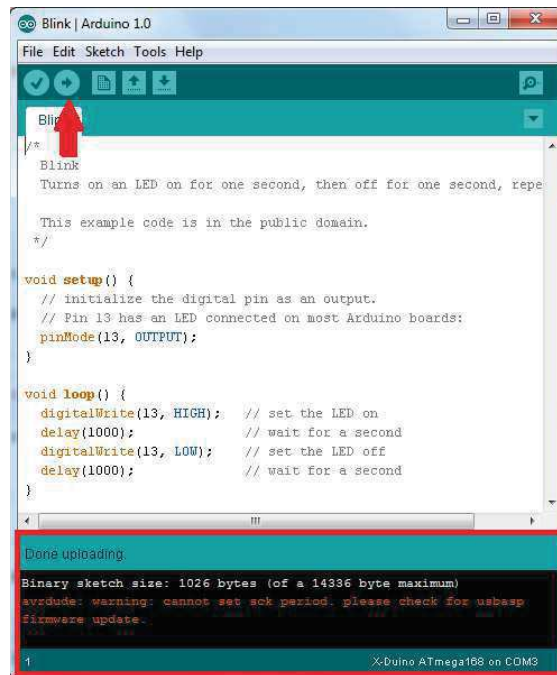 Blink | Arduino 1.0
File Edit Sketch Tools Help
/*
Blink
Turns on an LED on for one second, then off for one second, repe
This example code is in the public domain.
*/
void setup() {
// initialize the digital pin as an output.
// Pin 13 has an LED connected on most Arduino boards:
pinMode(13, OUTPUT);
}
void loop() {
digitalWrite(13, HIGH); // set the LED on
delay(1000); // wait for a second
digitalWrite(13, LOW); // set the LED off
delay(1000); // wait for a second
}
Done uploading.
Binary sketch size: 1026 bytes (of a 14336 byte maximum)
avrdude: warning: cannot set sck period. please check for usbasp
firmware update.
1 X-Duino ATmega168 on COM3